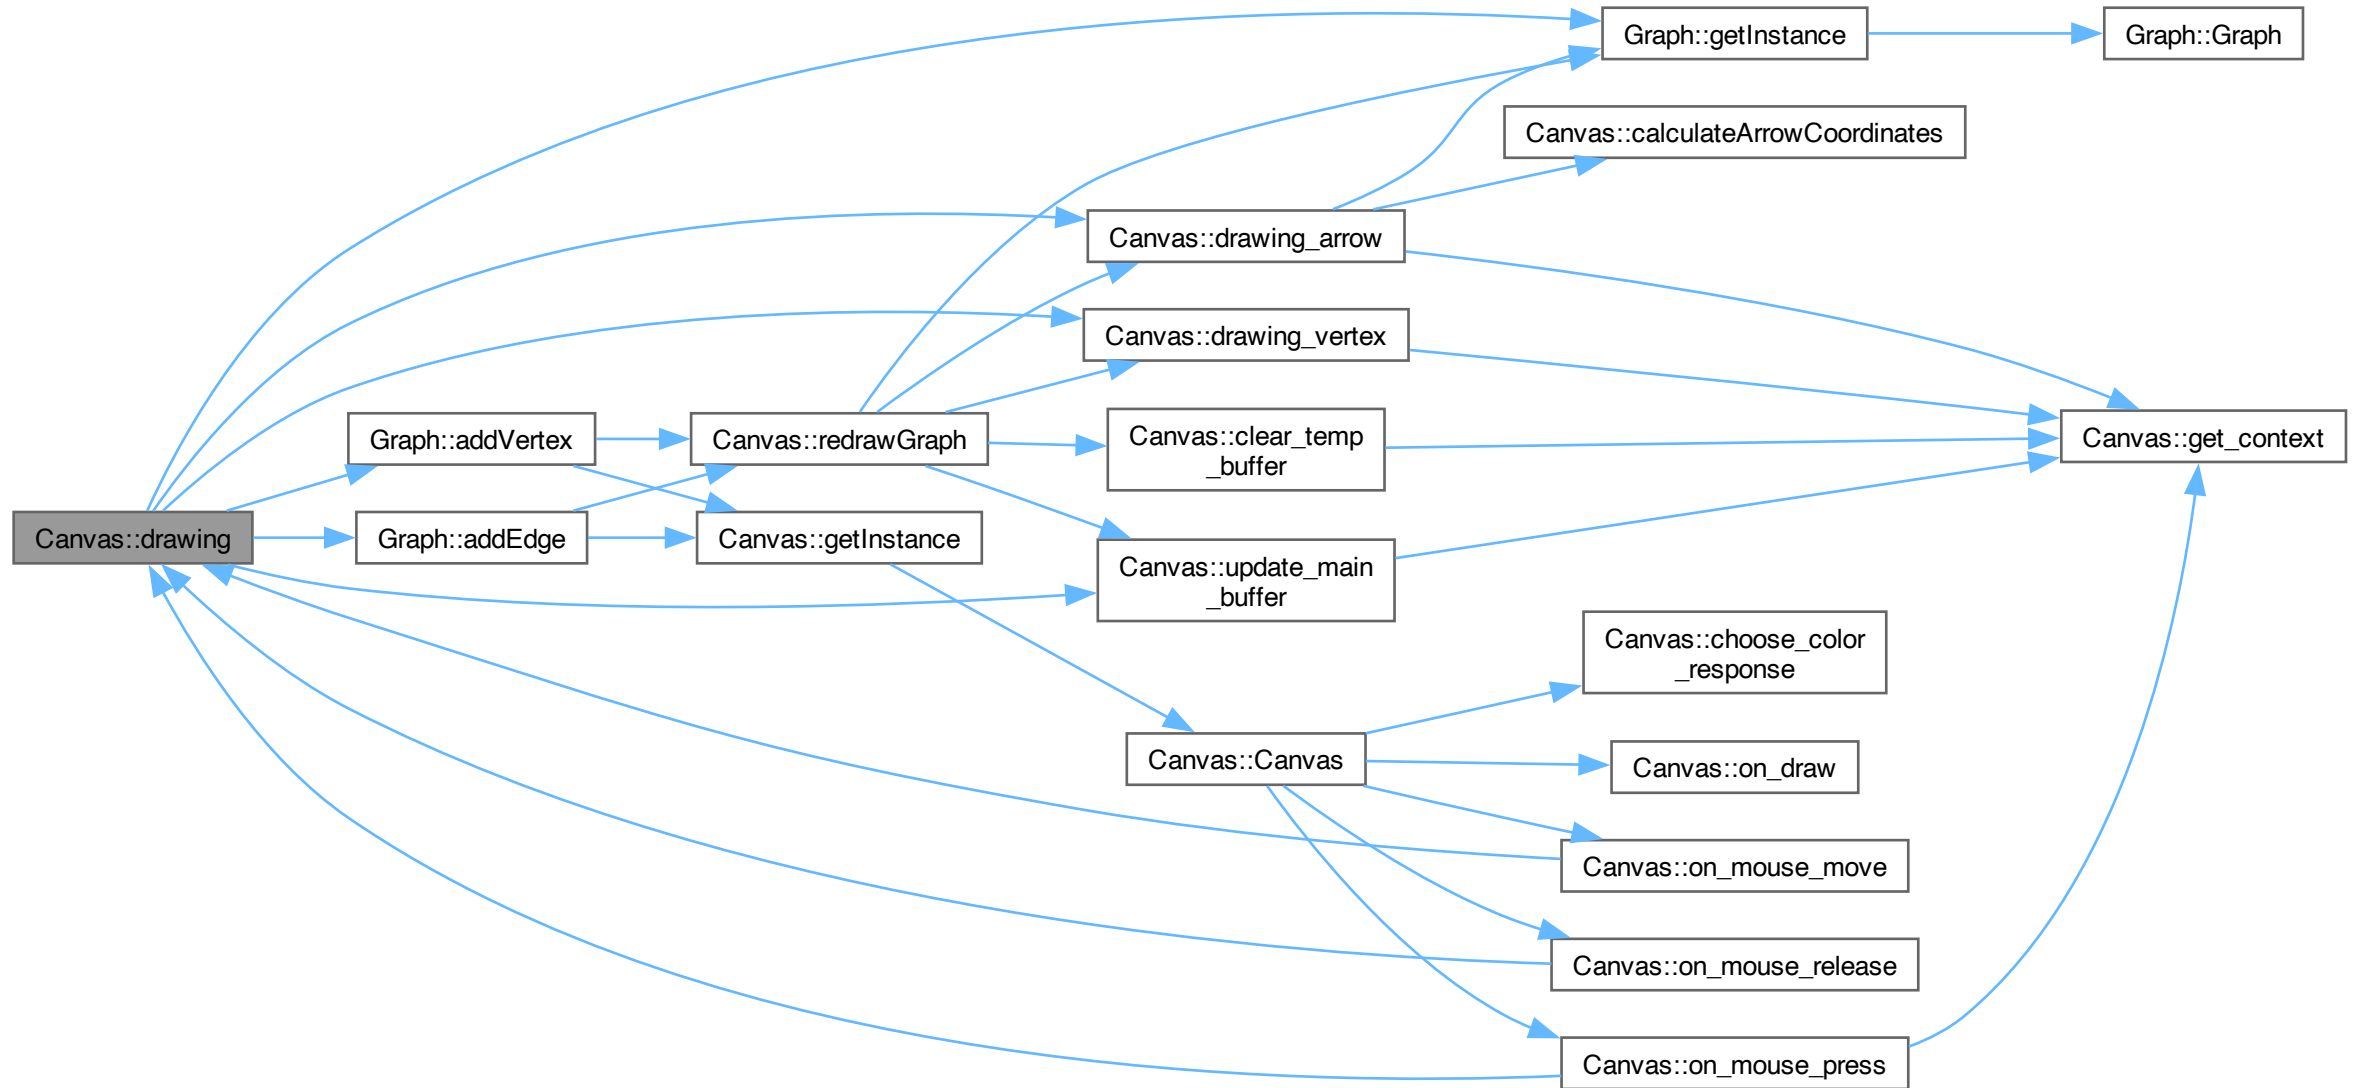 Graph::getInstance
Graph::Graph
Canvas::calculateArrowCoordinates
Canvas::drawing_arrow
Canvas::drawing_vertex
Graph::addVertex
Canvas::redrawGraph
Canvas::clear_temp
_buffer
Canvas::get_context
Canvas::drawing
Graph::addEdge
Canvas::getInstance
Canvas::update_main
_buffer
Canvas::choose_color
_response
Canvas::Canvas
Canvas::on_draw
Canvas::on_mouse_move
Canvas::on_mouse_release
Canvas::on_mouse_press